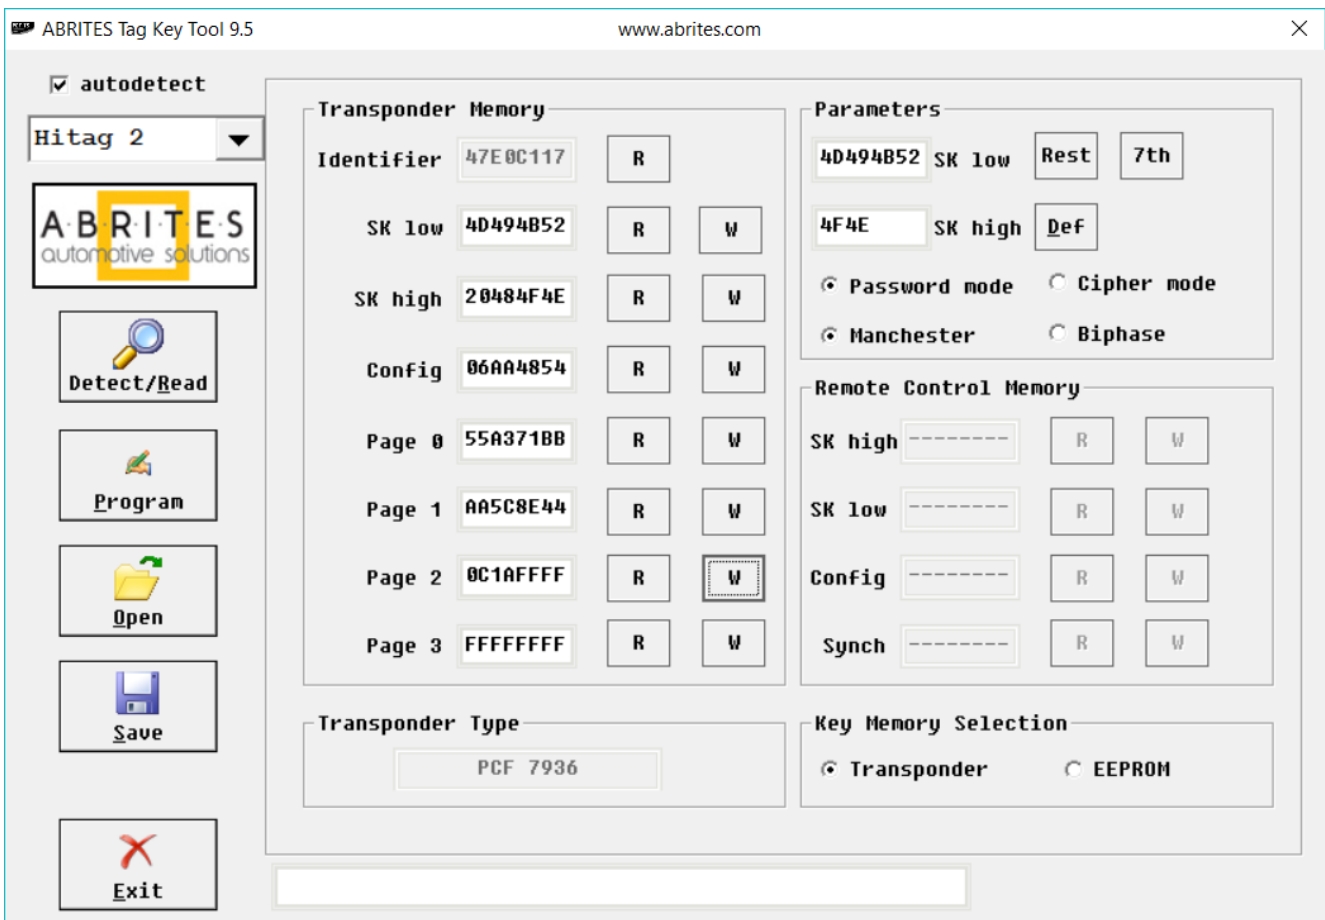 ABRITES Tag Key Tool 9.5
www.abrites.com
autodetect
Hitag 2
A·B·R·I·T·E·S
automotive solutions
Detect/Read
Program
Open
Save
Exit
Transposer Memory
Identifier 47E0C117 R
SK low 4D494B52 R W
SK high 20484F4E R W
Config 06AA4854 R W
Page 0 55A371BB R W
Page 1 AA5C8E44 R W
Page 2 0C1AFFFF R W
Page 3 FFFFFFFF R W
Transponder Type
PCF 7936
Parameters
4D494B52 SK low Rest 7th
4F4E SK high Def
Password mode Cipher mode
Manchester Biphase
Remote Control Memory
SK high -------- R W
SK low -------- R W
Config -------- R W
Synch -------- R W
Key Memory Selection
Transponder EEPROM